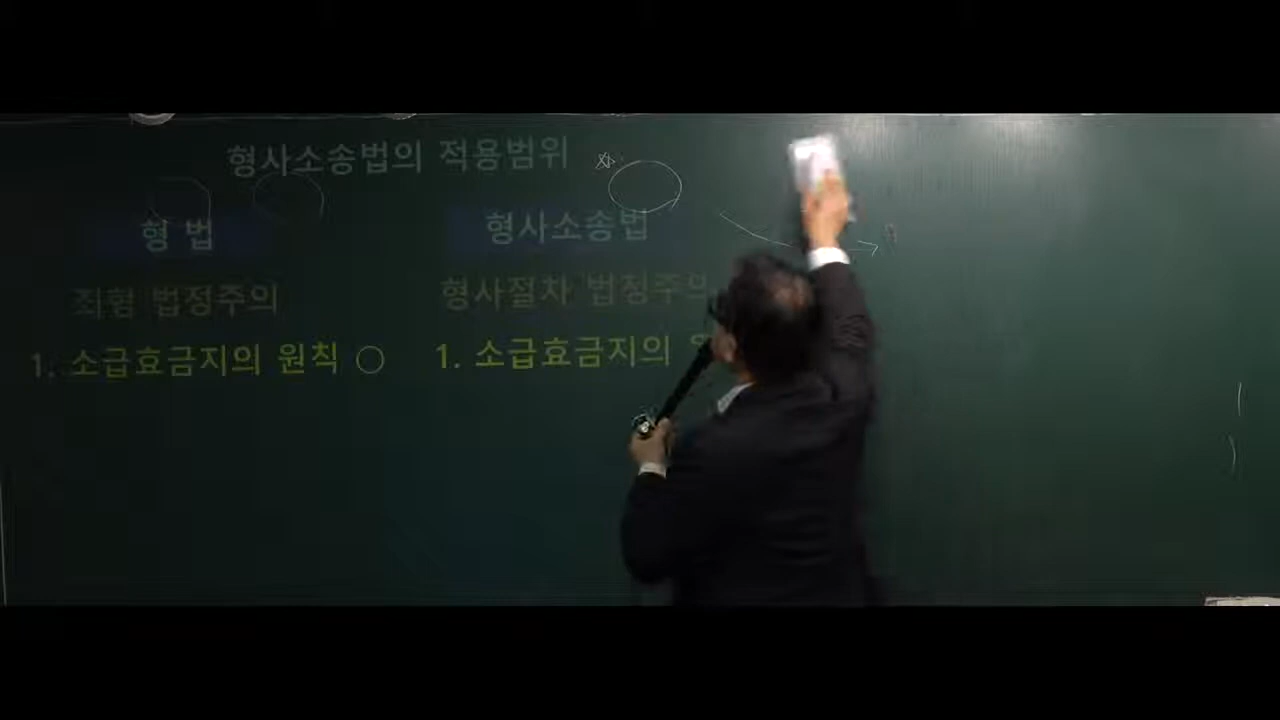 형사소송법의 적용범위
형 법 형사소송법
죄형 법정주의 형사절차 법정주의
1. 소급효금지의 원칙 ○ 1. 소급효금지의